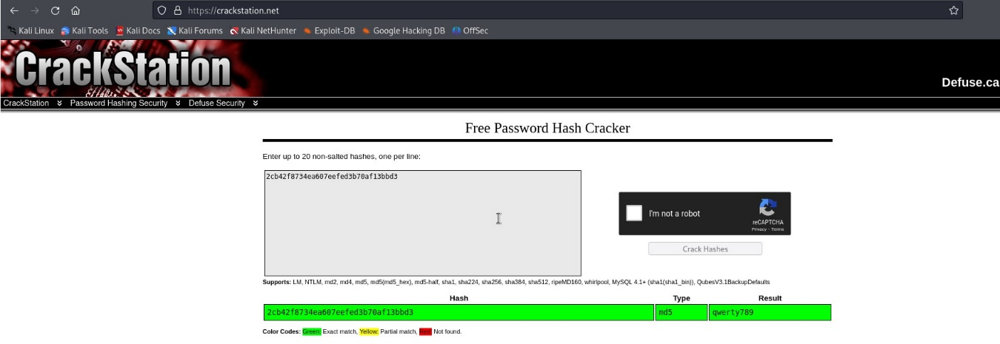 https://crackstation.net
Kali Linux Kali Tools Kali Docs Kali Forums Kali NetHunter Exploit-DB Google Hacking DB OffSec
CrackStation
Defuse.ca
CrackStation Password Hashing Security Defuse Security
Free Password Hash Cracker
Enter up to 20 non-salted hashes, one per line:
2cb42f8734ea607eefed3b70af13bbd3
I'm not a robot
reCAPTCHA
Privacy - Terms
Crack Hashes
Supports: LM, NTLM, md2, md4, md5, md5(md5_hex), md5-half, sha1, sha224, sha256, sha384, sha512, ripeMD160, whirlpool, MySQL 4.1+ (sha1(sha1_bin)), QubesV3.1BackupDefaults
Hash Type Result
2cb42f8734ea607eefed3b70af13bbd3 md5 qwerty789
Color Codes: Green: Exact match, Yellow: Partial match, Red: Not found.